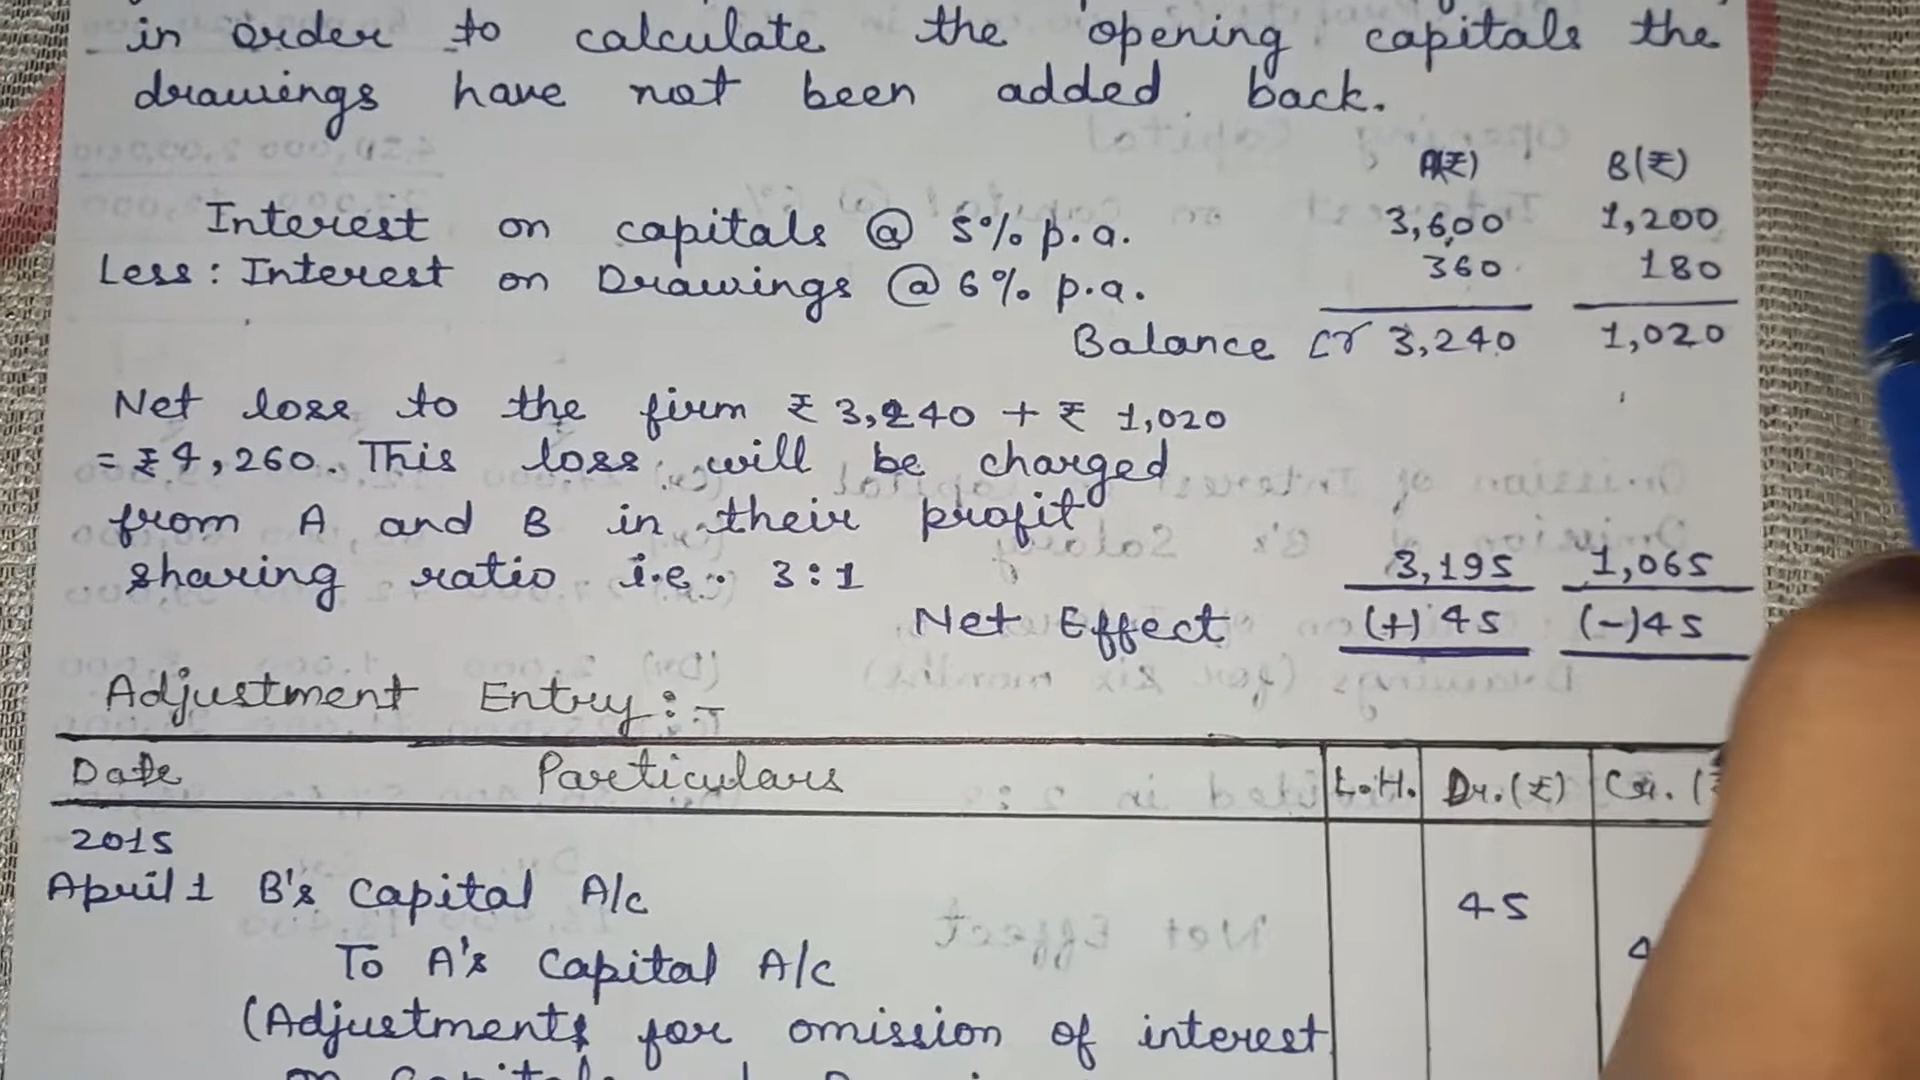 in order to calculate the opening capitals the
drawings have not been added back.
A(₹) B(₹)
Interest on capitals @ 5% p.a. 3,600 1,200
Less: Interest on Drawings @ 6% p.a. 360 180
Balance Cr 3,240 1,020
Net loss to the firm ₹ 3,240 + ₹ 1,020
= ₹ 4,260. This loss will be charged
from A and B in their profit
sharing ratio i.e. 3:1 3,195 1,065
Net Effect (+) 45 (-) 45
Adjustment Entry:-
Date Particulars Dr.(₹) Cr.
2015
April 1 B's Capital A/c 45
To A's Capital A/c
(Adjustments for omission of interest